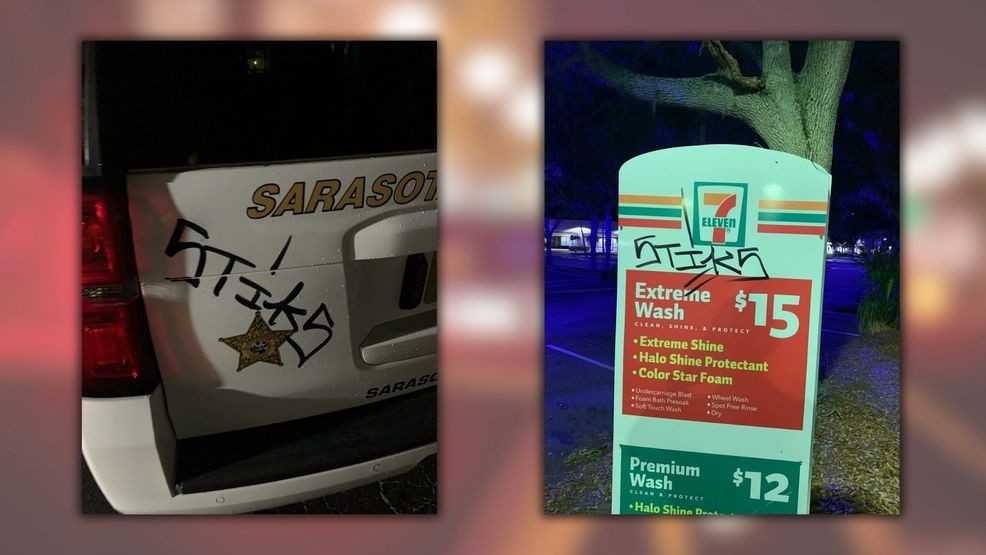 SARASOT
STiKS
SARASO
7
ELEVEN
STiKS
Extreme
Wash
$15
CLEAN, SHINE, & PROTECT
• Extreme Shine
• Halo Shine Protectant
• Color Star Foam
• Undercarriage Blast
• Foam Bath Presoak
• Soft Touch Wash
• Wheel Wash
• Spot Free Rinse
• Dry
Premium
Wash
$12
CLEAN & PROTECT
• Halo Shine